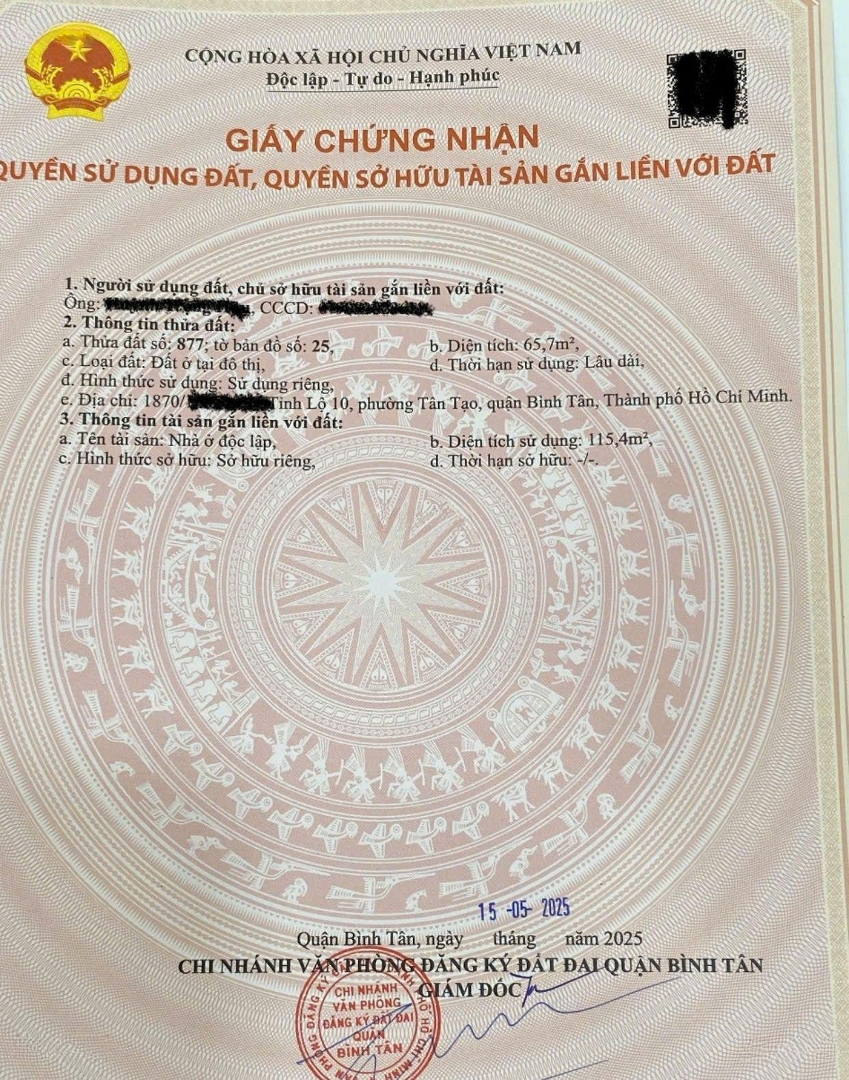 CỘNG HÒA XÃ HỘI CHỦ NGHĨA VIỆT NAM
Độc lập - Tự do - Hạnh phúc
GIẤY CHỨNG NHẬN
QUYỀN SỬ DỤNG ĐẤT, QUYỀN SỞ HỮU TÀI SẢN GẮN LIỀN VỚI ĐẤT
1. Người sử dụng đất, chủ sở hữu tài sản gắn liền với đất:
Ông: , CCCD:
2. Thông tin thửa đất:
a. Thửa đất số: 877; tờ bản đồ số: 25, b. Diện tích: 65,7m²,
c. Loại đất: Đất ở tại đô thị, d. Thời hạn sử dụng: Lâu dài,
đ. Hình thức sử dụng: Sử dụng riêng,
e. Địa chỉ: 1870/ Tỉnh Lộ 10, phường Tân Tạo, quận Bình Tân, Thành phố Hồ Chí Minh.
3. Thông tin tài sản gắn liền với đất:
a. Tên tài sản: Nhà ở độc lập, b. Diện tích sử dụng: 115,4m²,
c. Hình thức sở hữu: Sở hữu riêng, d. Thời hạn sở hữu: -/-.
15 -05- 2025
Quận Bình Tân, ngày tháng năm 2025
CHI NHÁNH VĂN PHÒNG ĐĂNG KÝ ĐẤT ĐAI QUẬN BÌNH TÂN
GIÁM ĐỐC
CHI NHÁNH
VĂN PHÒNG
ĐĂNG KÝ ĐẤT ĐAI
QUẬN
BÌNH TÂN